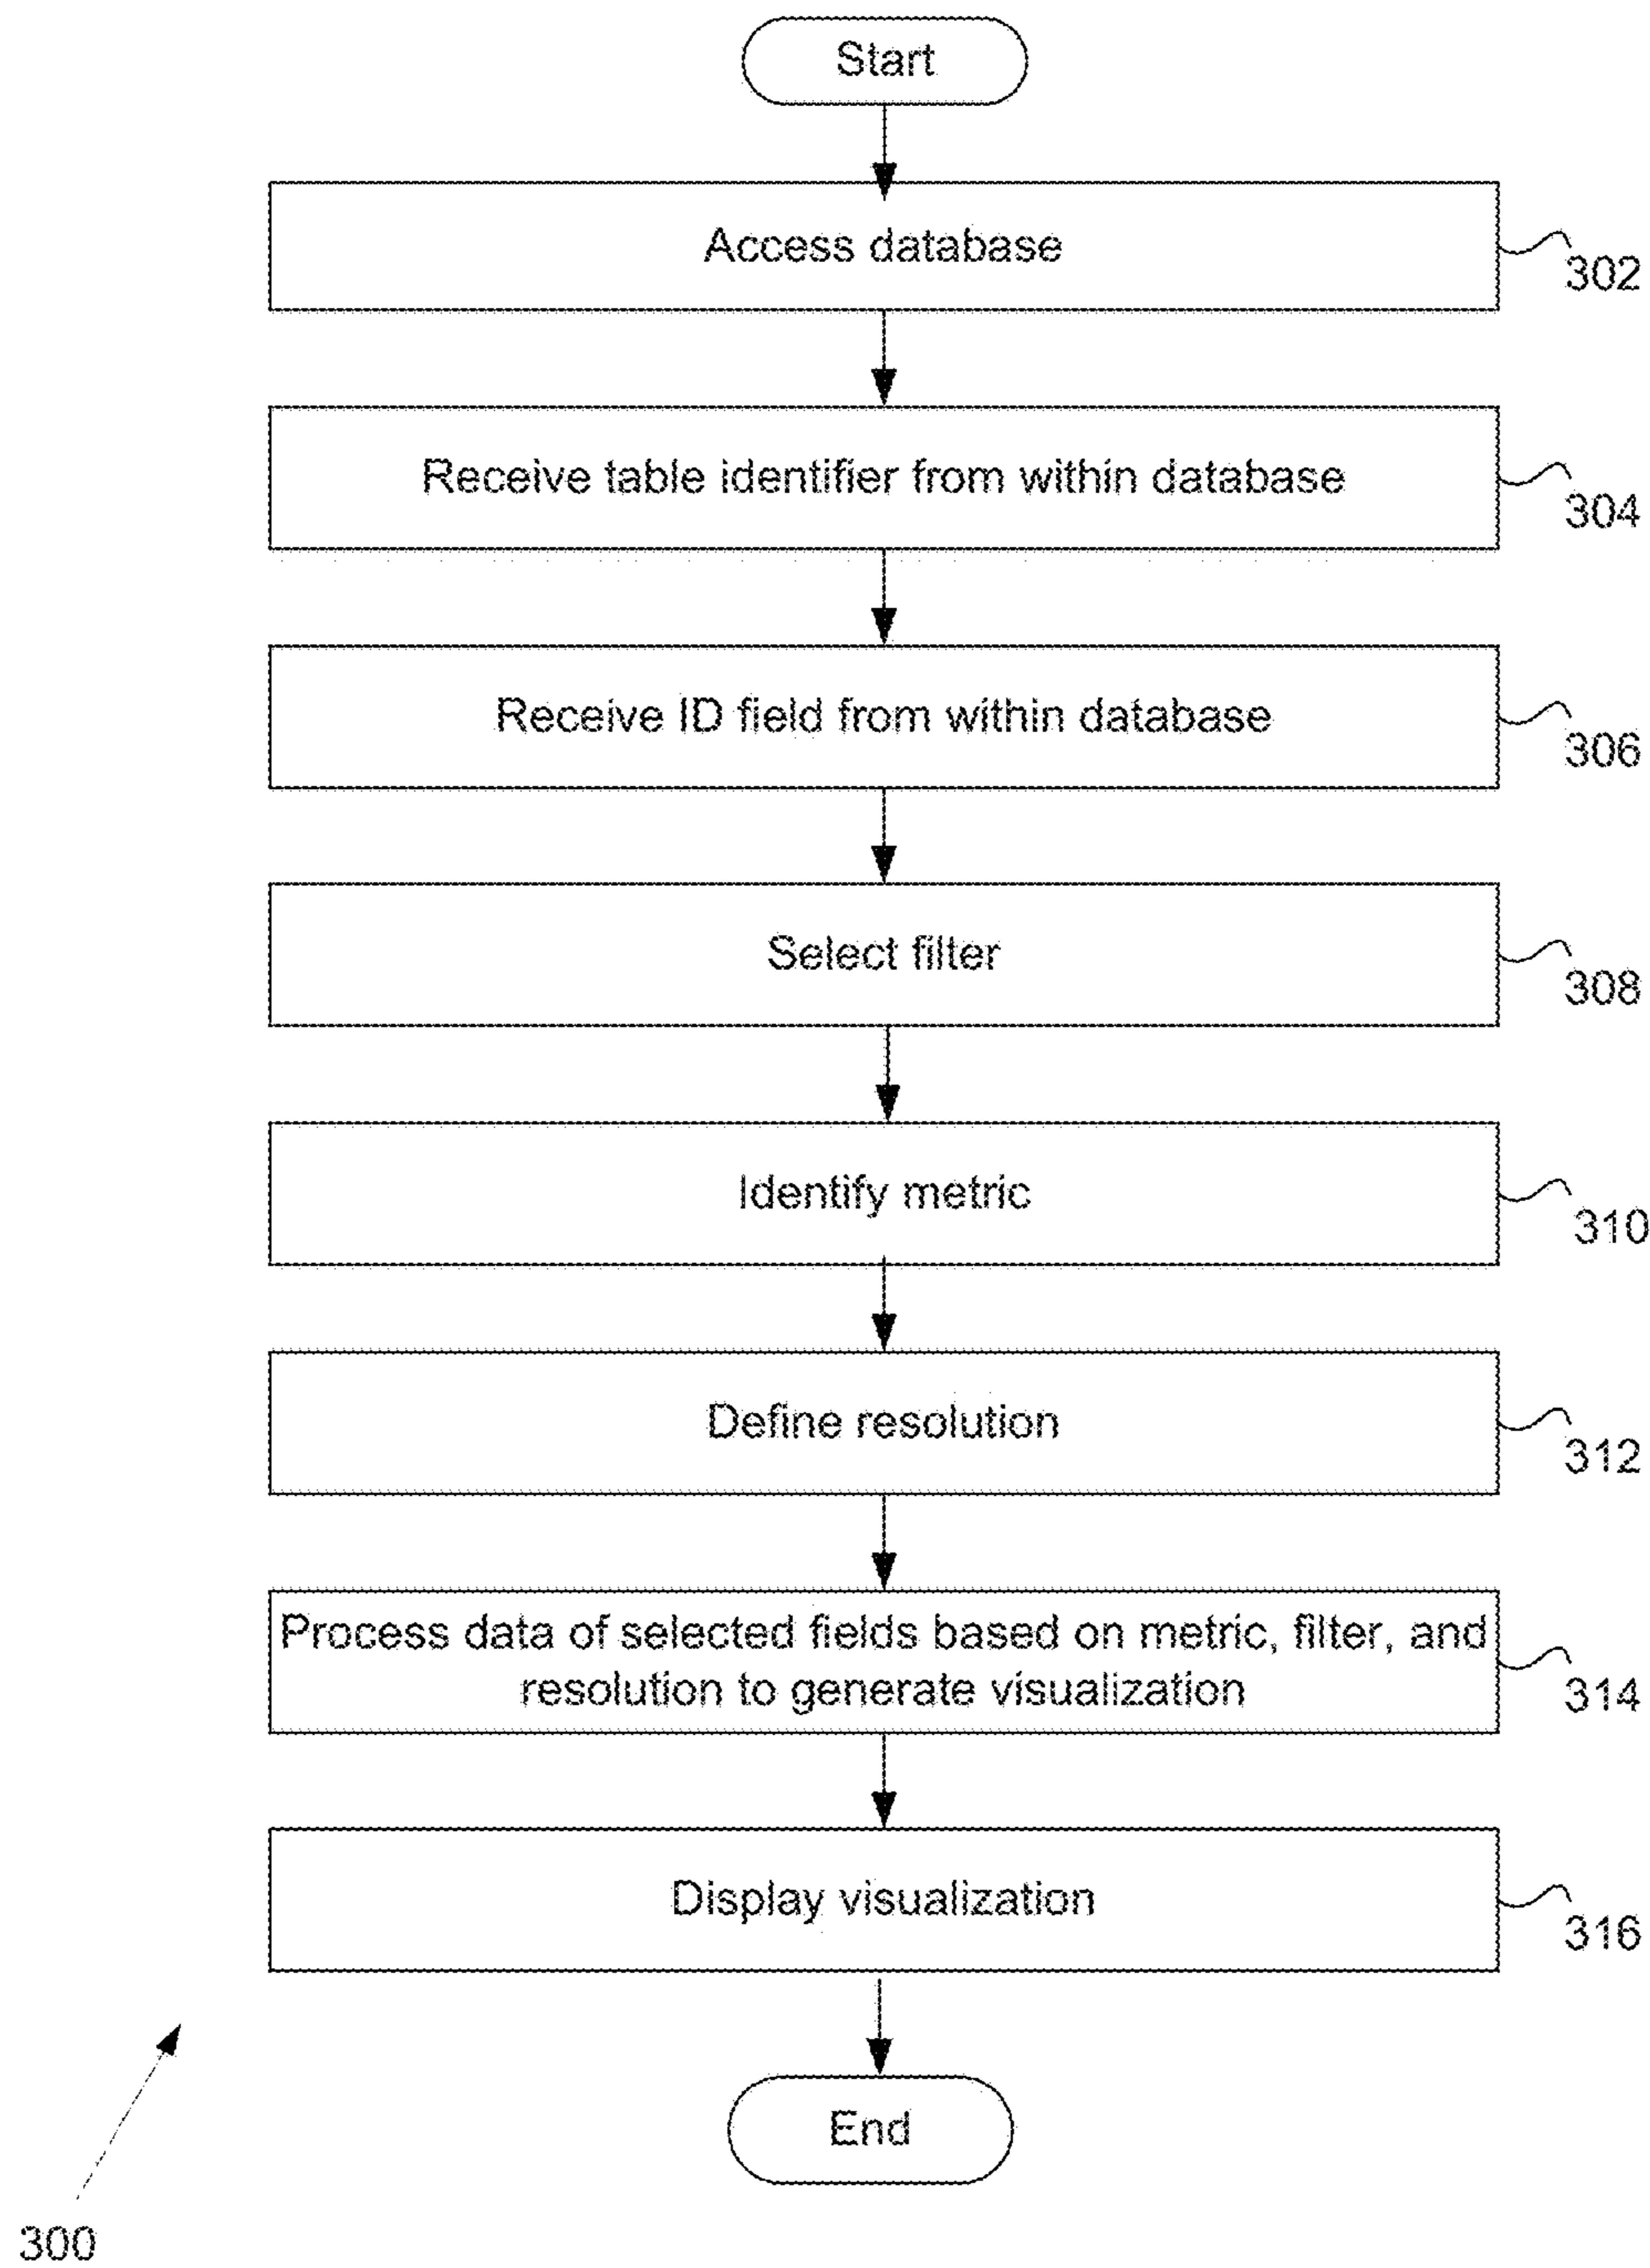 Start
Access database
302
Receive table identifier from within database
304
Receive ID field from within database
306
Select filter
308
Identify metric
310
Define resolution
312
Process data of selected fields based on metric, filter, and
resolution to generate visualization
314
Display visualization
316
End
300